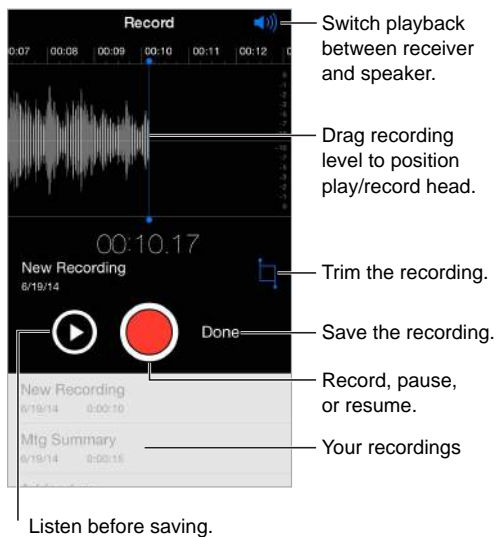 Record
0:07 00:08 00:09 00:10 00:11 00:12
Switch playback
between receiver
and speaker.
Drag recording
level to position
play/record head.
00:10.17
New Recording
6/19/14
Trim the recording.
Done
Save the recording.
Record, pause,
or resume.
New Recording
6/19/14 0:00:10
Mtg Summary
6/19/14 0:00:15
Your recordings
Listen before saving.